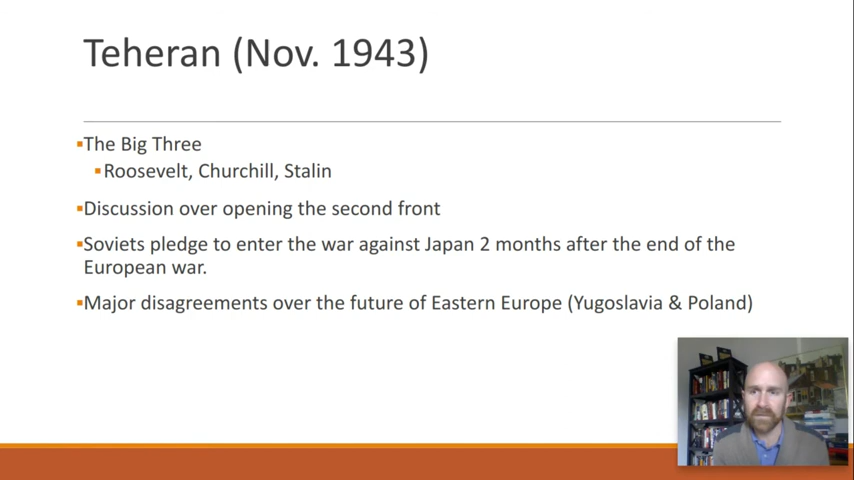 Teheran (Nov. 1943)
▪The Big Three
▪Roosevelt, Churchill, Stalin
▪Discussion over opening the second front
▪Soviets pledge to enter the war against Japan 2 months after the end of the
European war.
▪Major disagreements over the future of Eastern Europe (Yugoslavia & Poland)